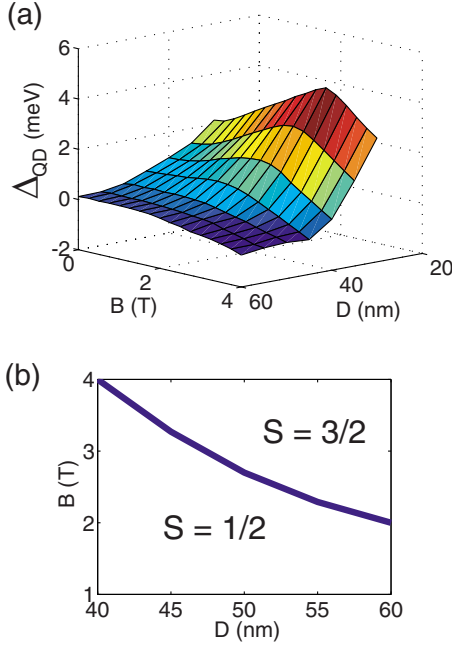 (a)
Δ_QD (meV)
6
4
2
0
-2
0
2
4
B (T)
60
40
20
D (nm)
(b)
B (T)
4
3
2
1
S = 3/2
S = 1/2
40 45 50 55 60
D (nm)